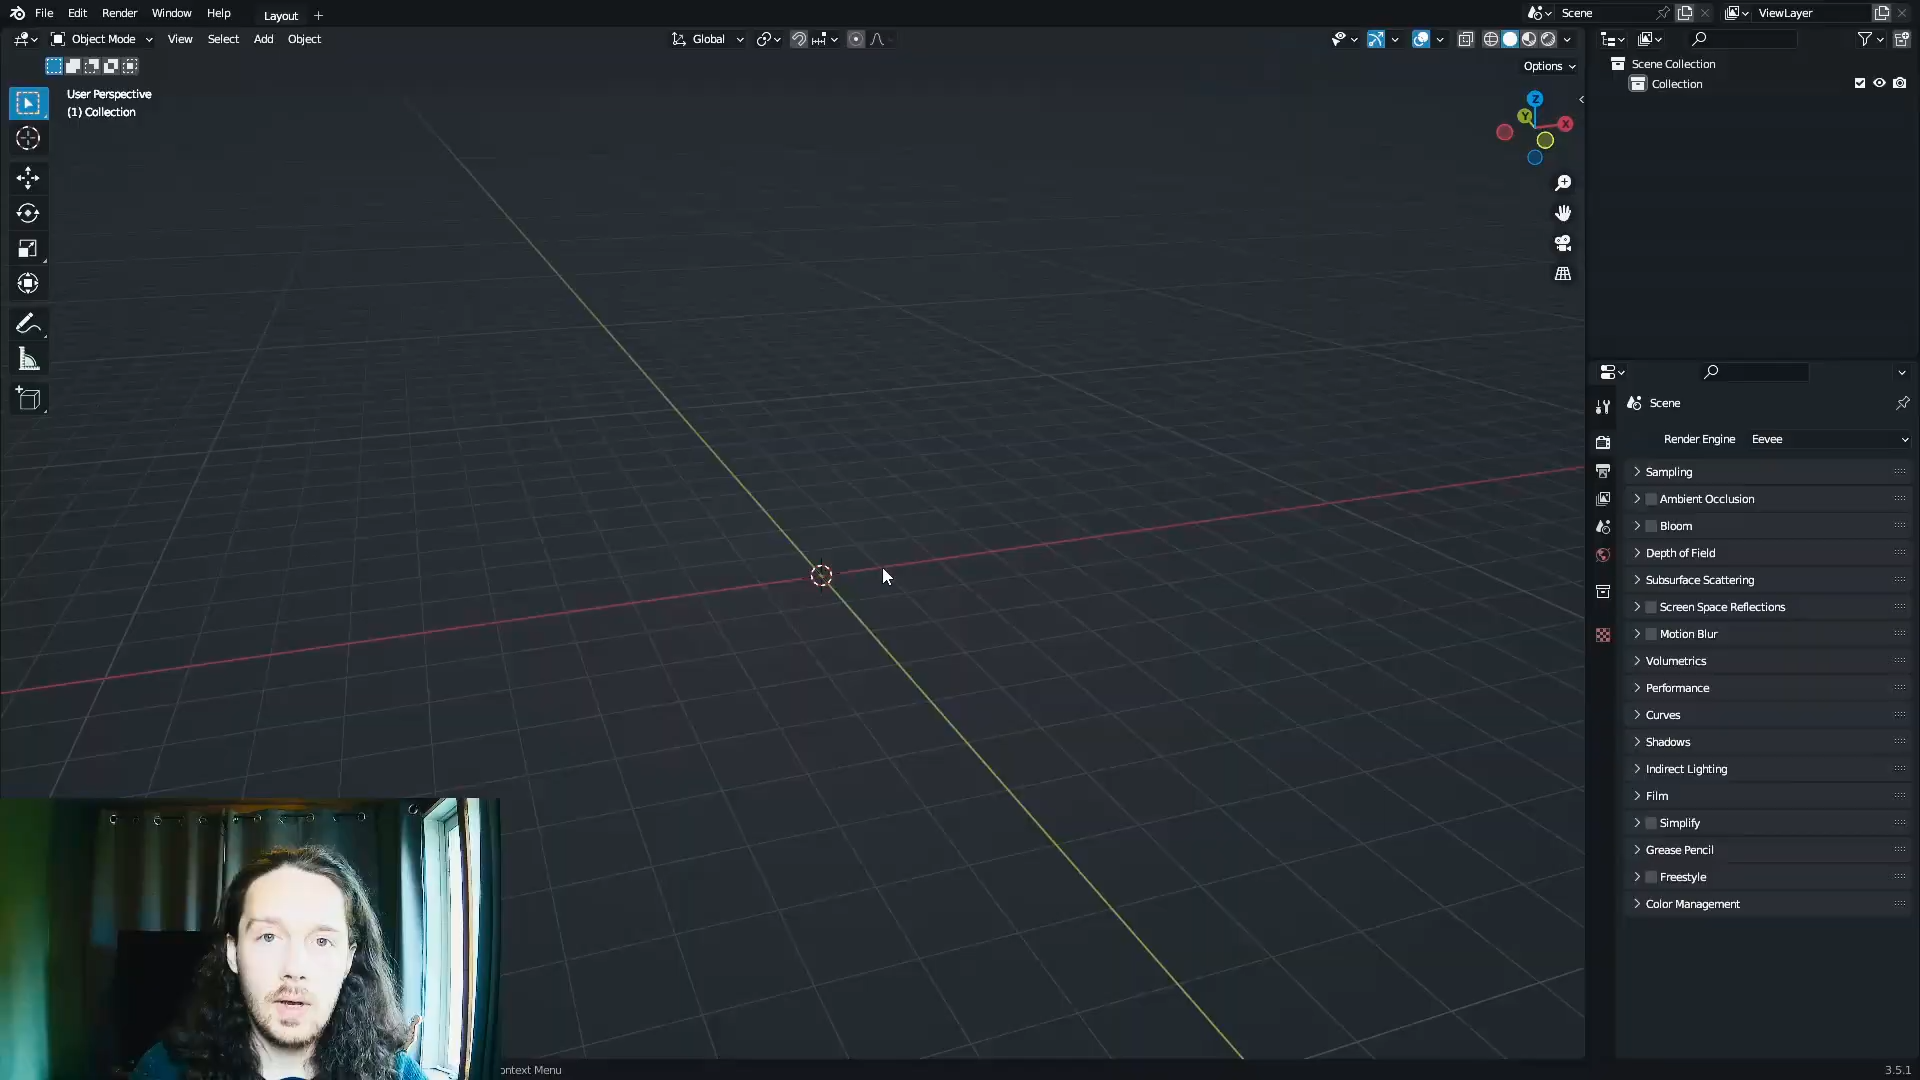 File Edit Render Window Help Layout + Scene ViewLayer
Object Mode View Select Add Object Global
Options
User Perspective
(1) Collection
Z
Y
X
Scene Collection
Collection
Scene
Render Engine Eevee
Sampling
Ambient Occlusion
Bloom
Depth of Field
Subsurface Scattering
Screen Space Reflections
Motion Blur
Volumetrics
Performance
Curves
Shadows
Indirect Lighting
Film
Simplify
Grease Pencil
Freestyle
Color Management
ontext Menu
3.5.1